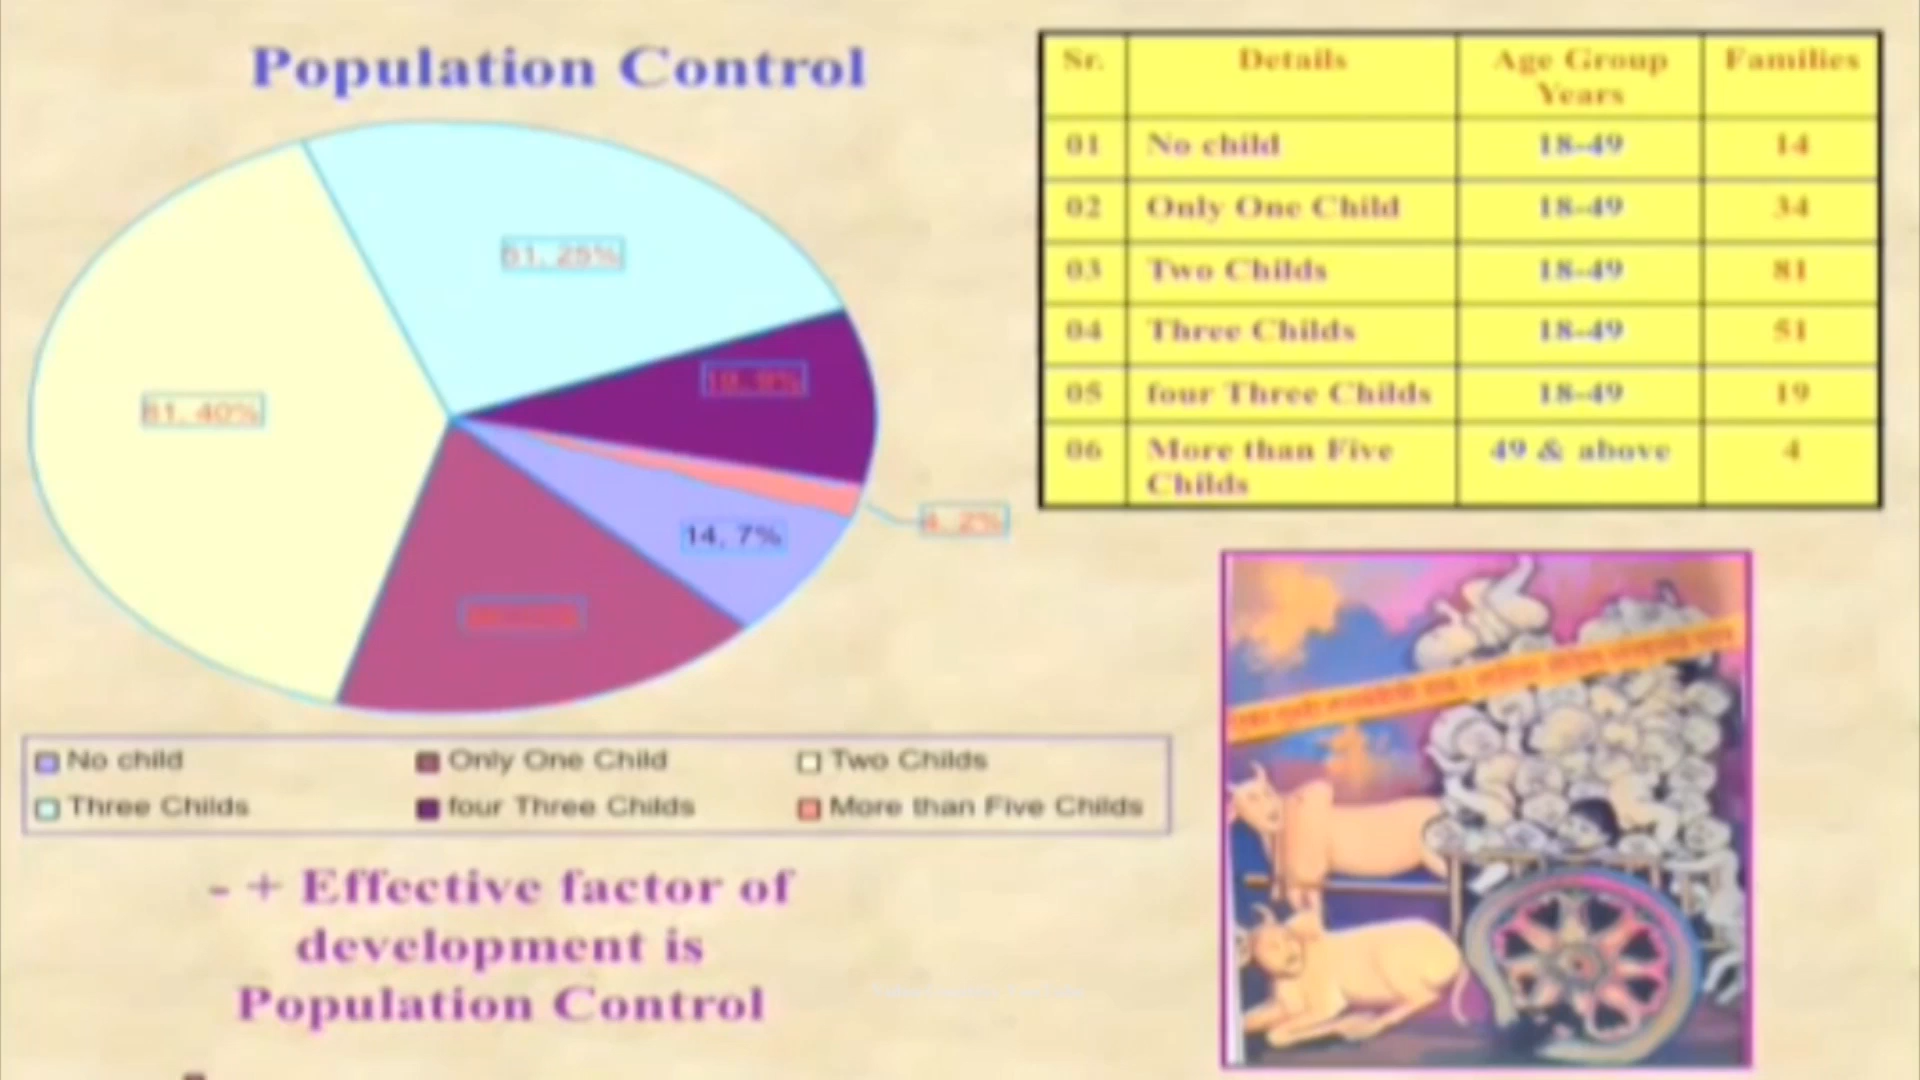 Population Control
51, 25%
19, 9%
81, 40%
14, 7%
4, 2%
No child
Only One Child
Two Childs
Three Childs
four Three Childs
More than Five Childs
- + Effective factor of
development is
Population Control
Sr. Details Age Group Families
Years
01 No child 18-49 14
02 Only One Child 18-49 34
03 Two Childs 18-49 81
04 Three Childs 18-49 51
05 four Three Childs 18-49 19
06 More than Five 49 & above 4
Childs